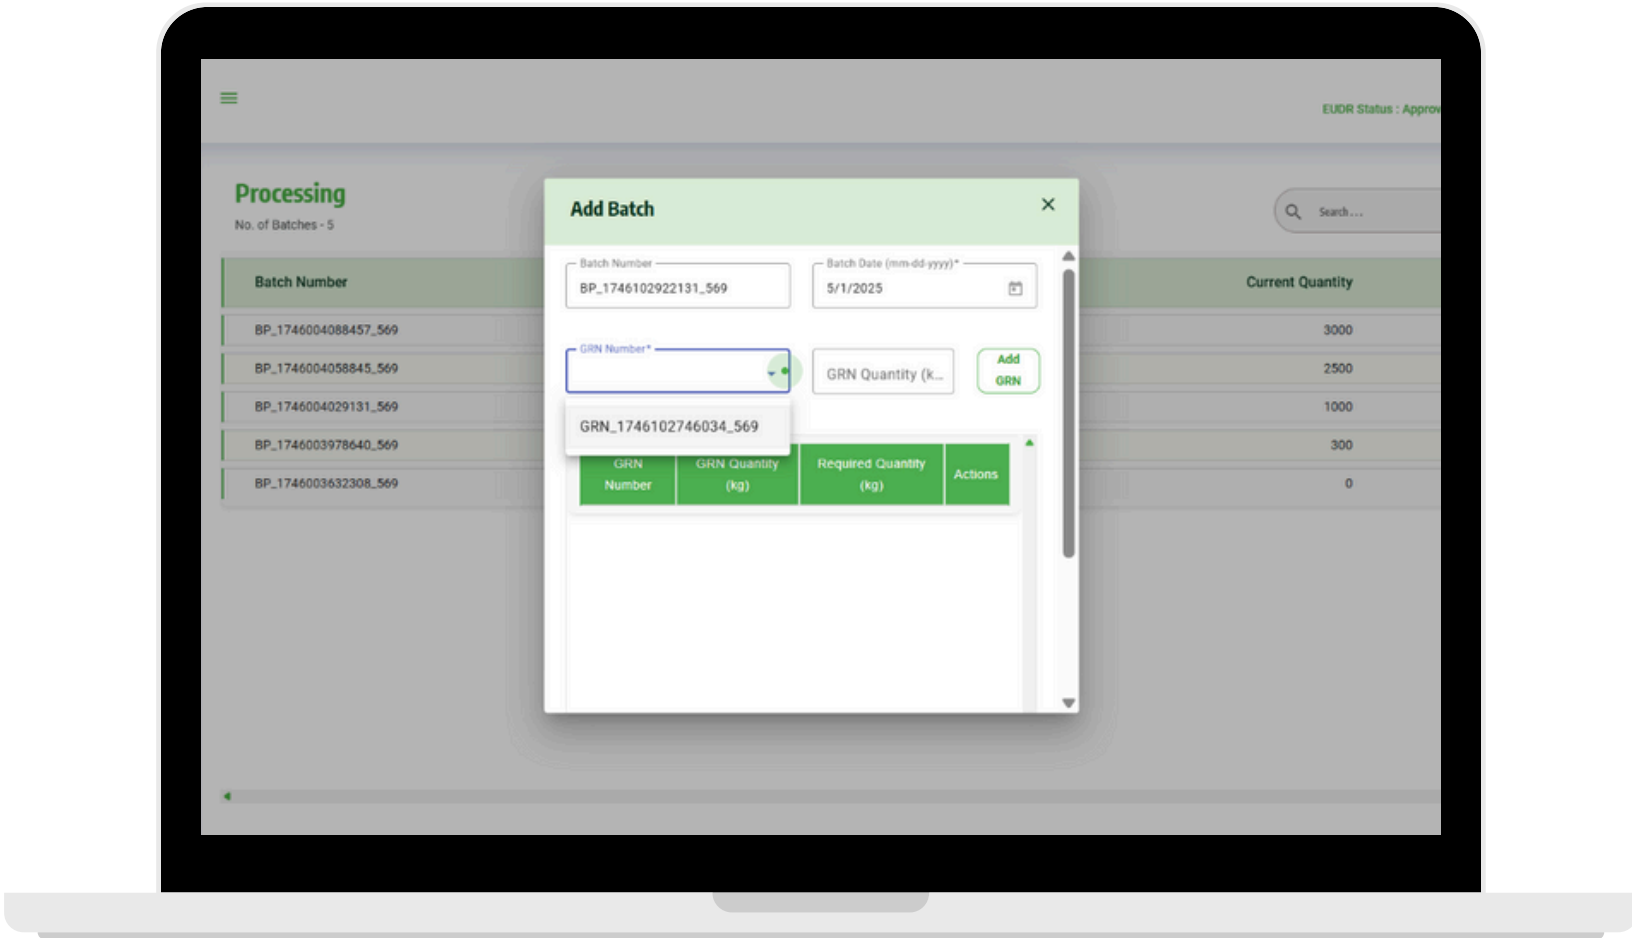 EUDR Status : Approv
Processing
No. of Batches - 5
Search...
Batch Number
Current Quantity
BP_1746004088457_569
3000
BP_1746004058845_569
2500
BP_1746004029131_569
1000
BP_1746003978640_569
300
BP_1746003632308_569
0
Add Batch
Batch Number
BP_1746102922131_569
Batch Date (mm-dd-yyyy)*
5/1/2025
GRN Number*
GRN Quantity (k...
Add
GRN
GRN_1746102746034_569
GRN
Number
GRN Quantity
(kg)
Required Quantity
(kg)
Actions